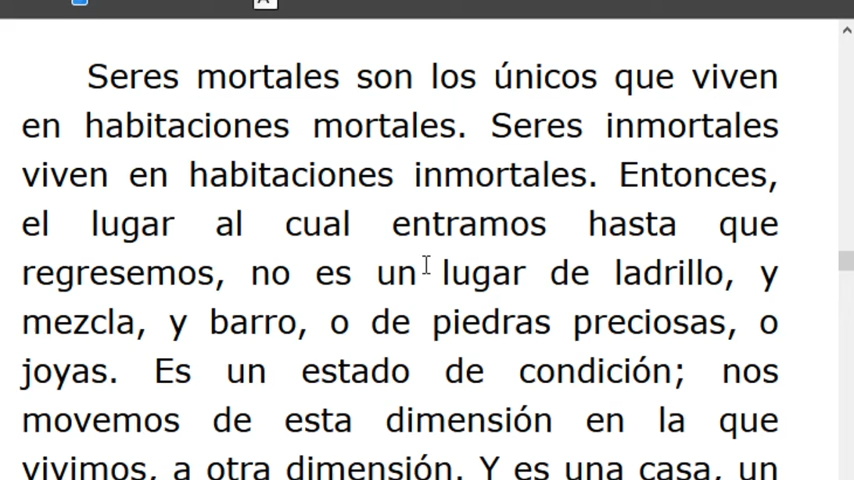 Seres mortales son los únicos que viven
en habitaciones mortales. Seres inmortales
viven en habitaciones inmortales. Entonces,
el lugar al cual entramos hasta que
regresemos, no es un lugar de ladrillo, y
mezcla, y barro, o de piedras preciosas, o
joyas. Es un estado de condición; nos
movemos de esta dimensión en la que
vivimos, a otra dimensión. Y es una casa, un